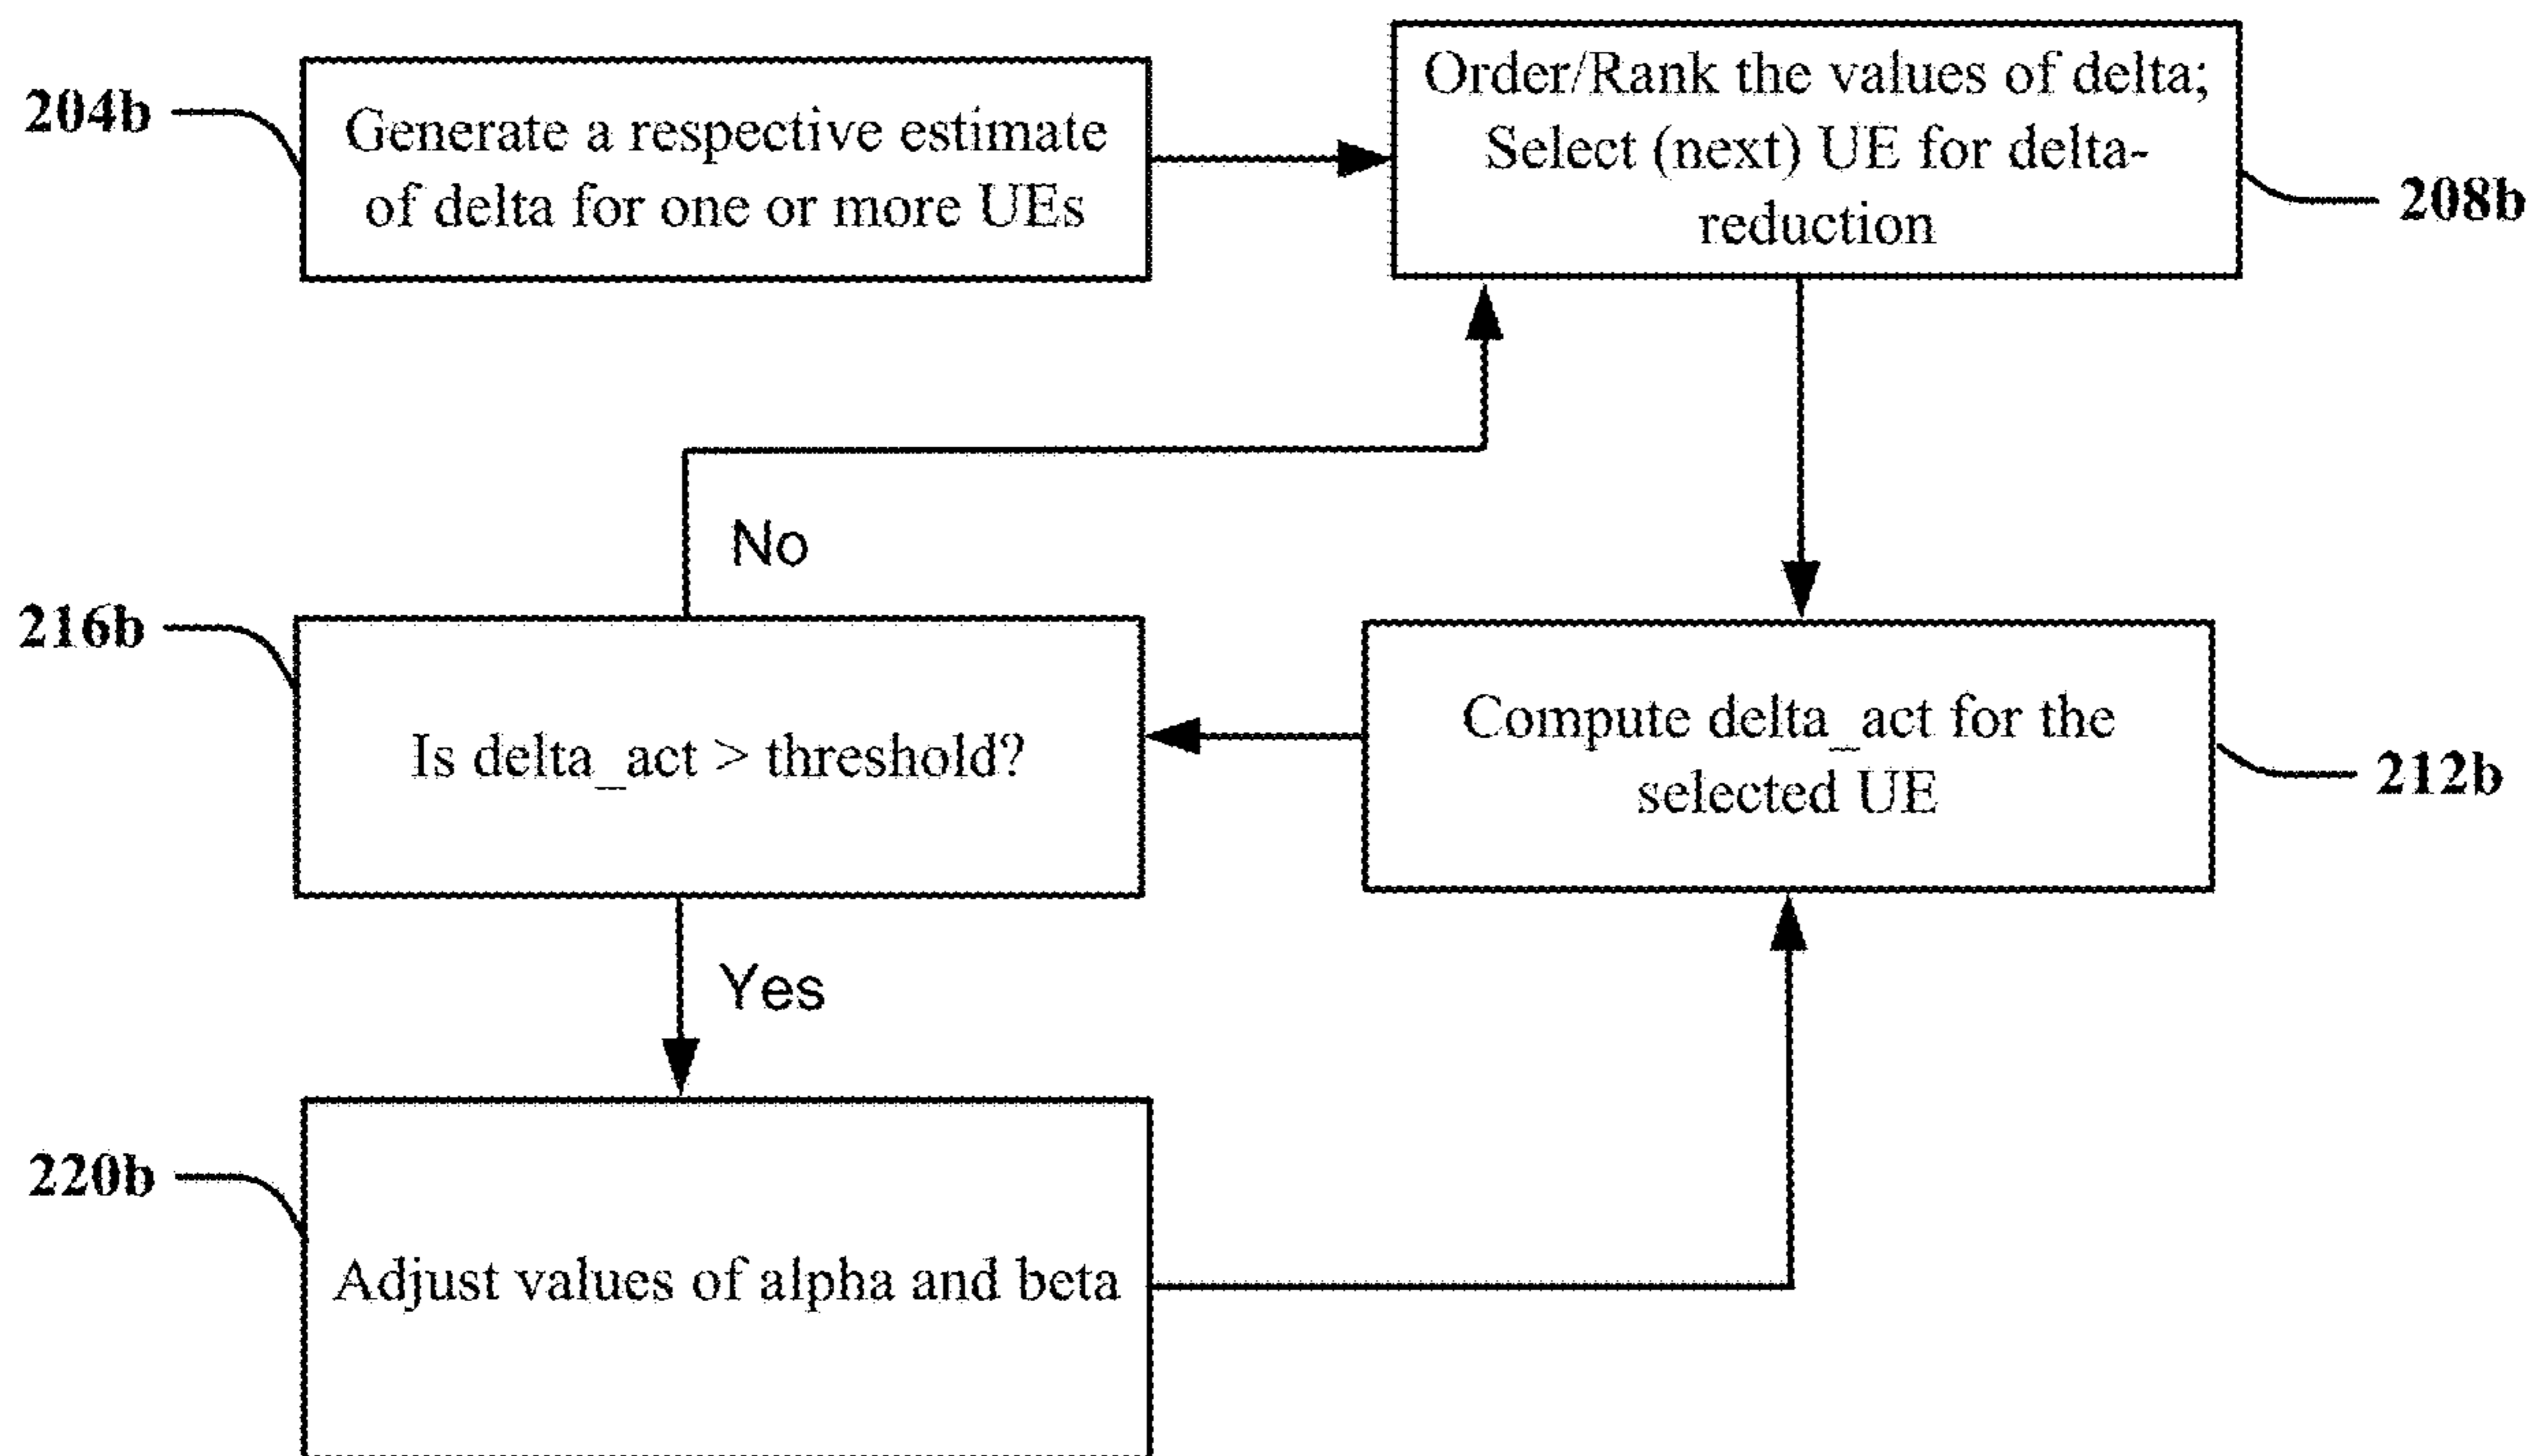 204b
Generate a respective estimate
of delta for one or more UEs
Order/Rank the values of delta;
Select (next) UE for delta-
reduction
208b
No
216b
Is delta_act > threshold?
Compute delta_act for the
selected UE
212b
Yes
220b
Adjust values of alpha and beta